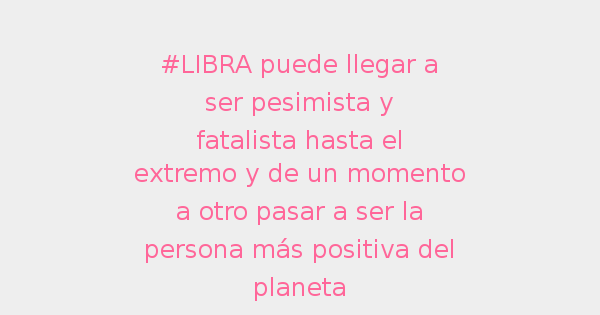 #LIBRA puede llegar a
ser pesimista y
fatalista hasta el
extremo y de un momento
a otro pasar a ser la
persona más positiva del
planeta